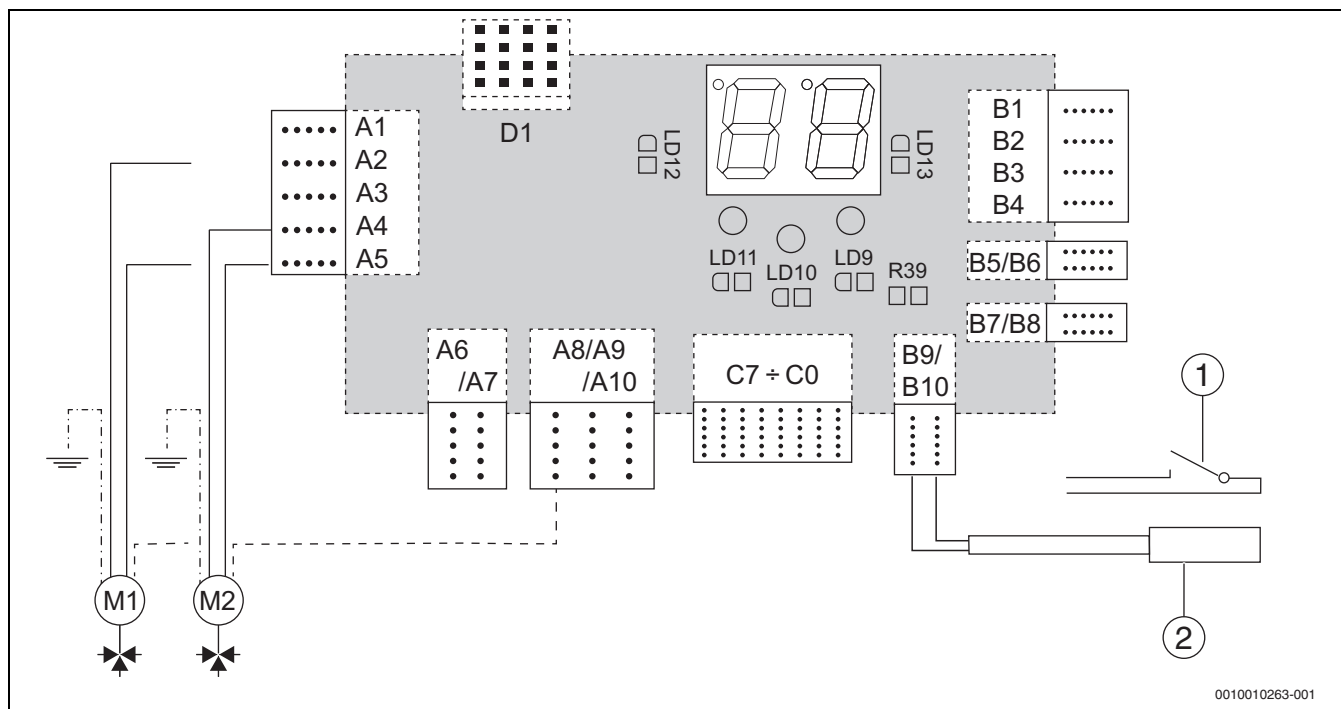 D1
A1
A2
A3
A4
A5
LD12
LD13
B1
B2
B3
B4
LD11
LD10
LD9
R39
B5/B6
B7/B8
A6
/A7
A8/A9
/A10
C7 ÷ C0
B9/
B10
1
M1
M2
2
0010010263-001